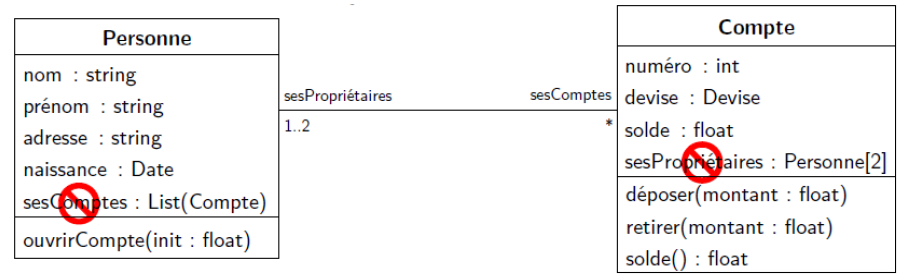 Personne
nom : string
prénom : string
adresse : string
naissance : Date
sesComptes : List(Compte)
ouvrirCompte(init : float)
sesPropriétaires
1..2
sesComptes
*
Compte
numéro : int
devise : Devise
solde : float
sesPropriétaires : Personne[2]
déposer(montant : float)
retirer(montant : float)
solde() : float